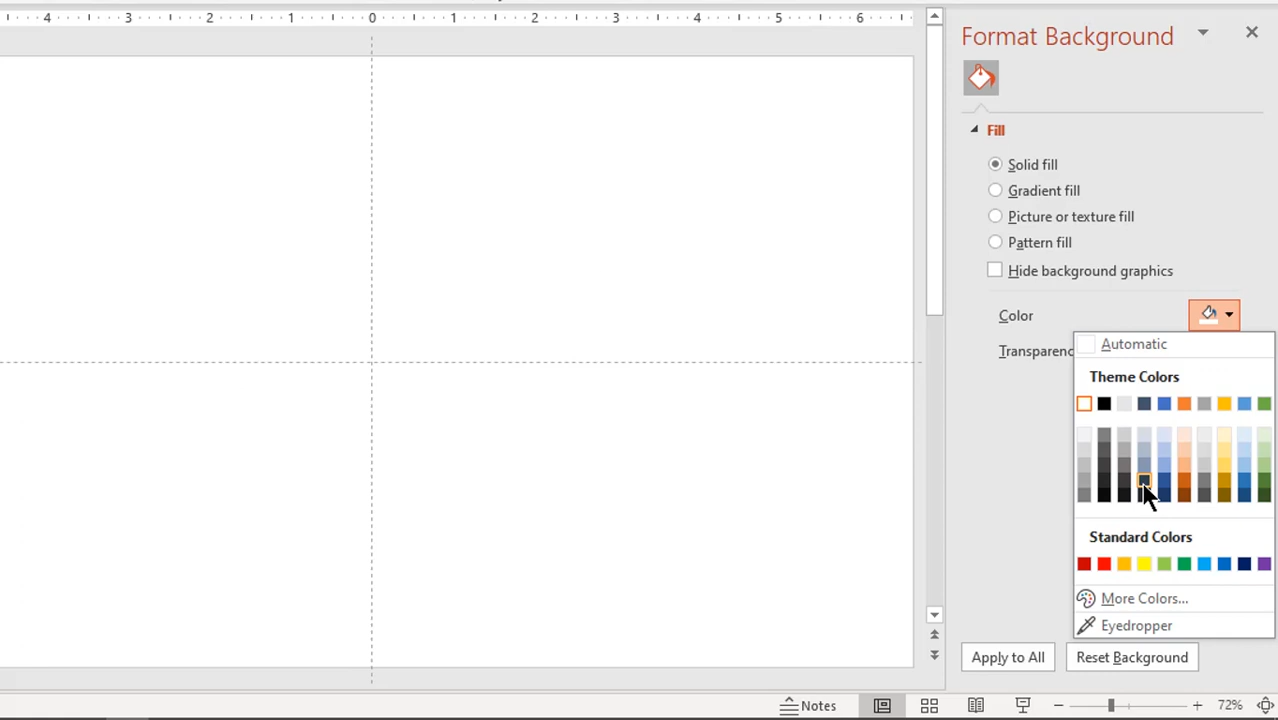 4 3 2 1 0 1 2 3 4 5 6
Format Background
Fill
Solid fill
Gradient fill
Picture or texture fill
Pattern fill
Hide background graphics
Color
Automatic
Transparenc
Theme Colors
Standard Colors
More Colors...
Eyedropper
Apply to All
Reset Background
Notes
72%